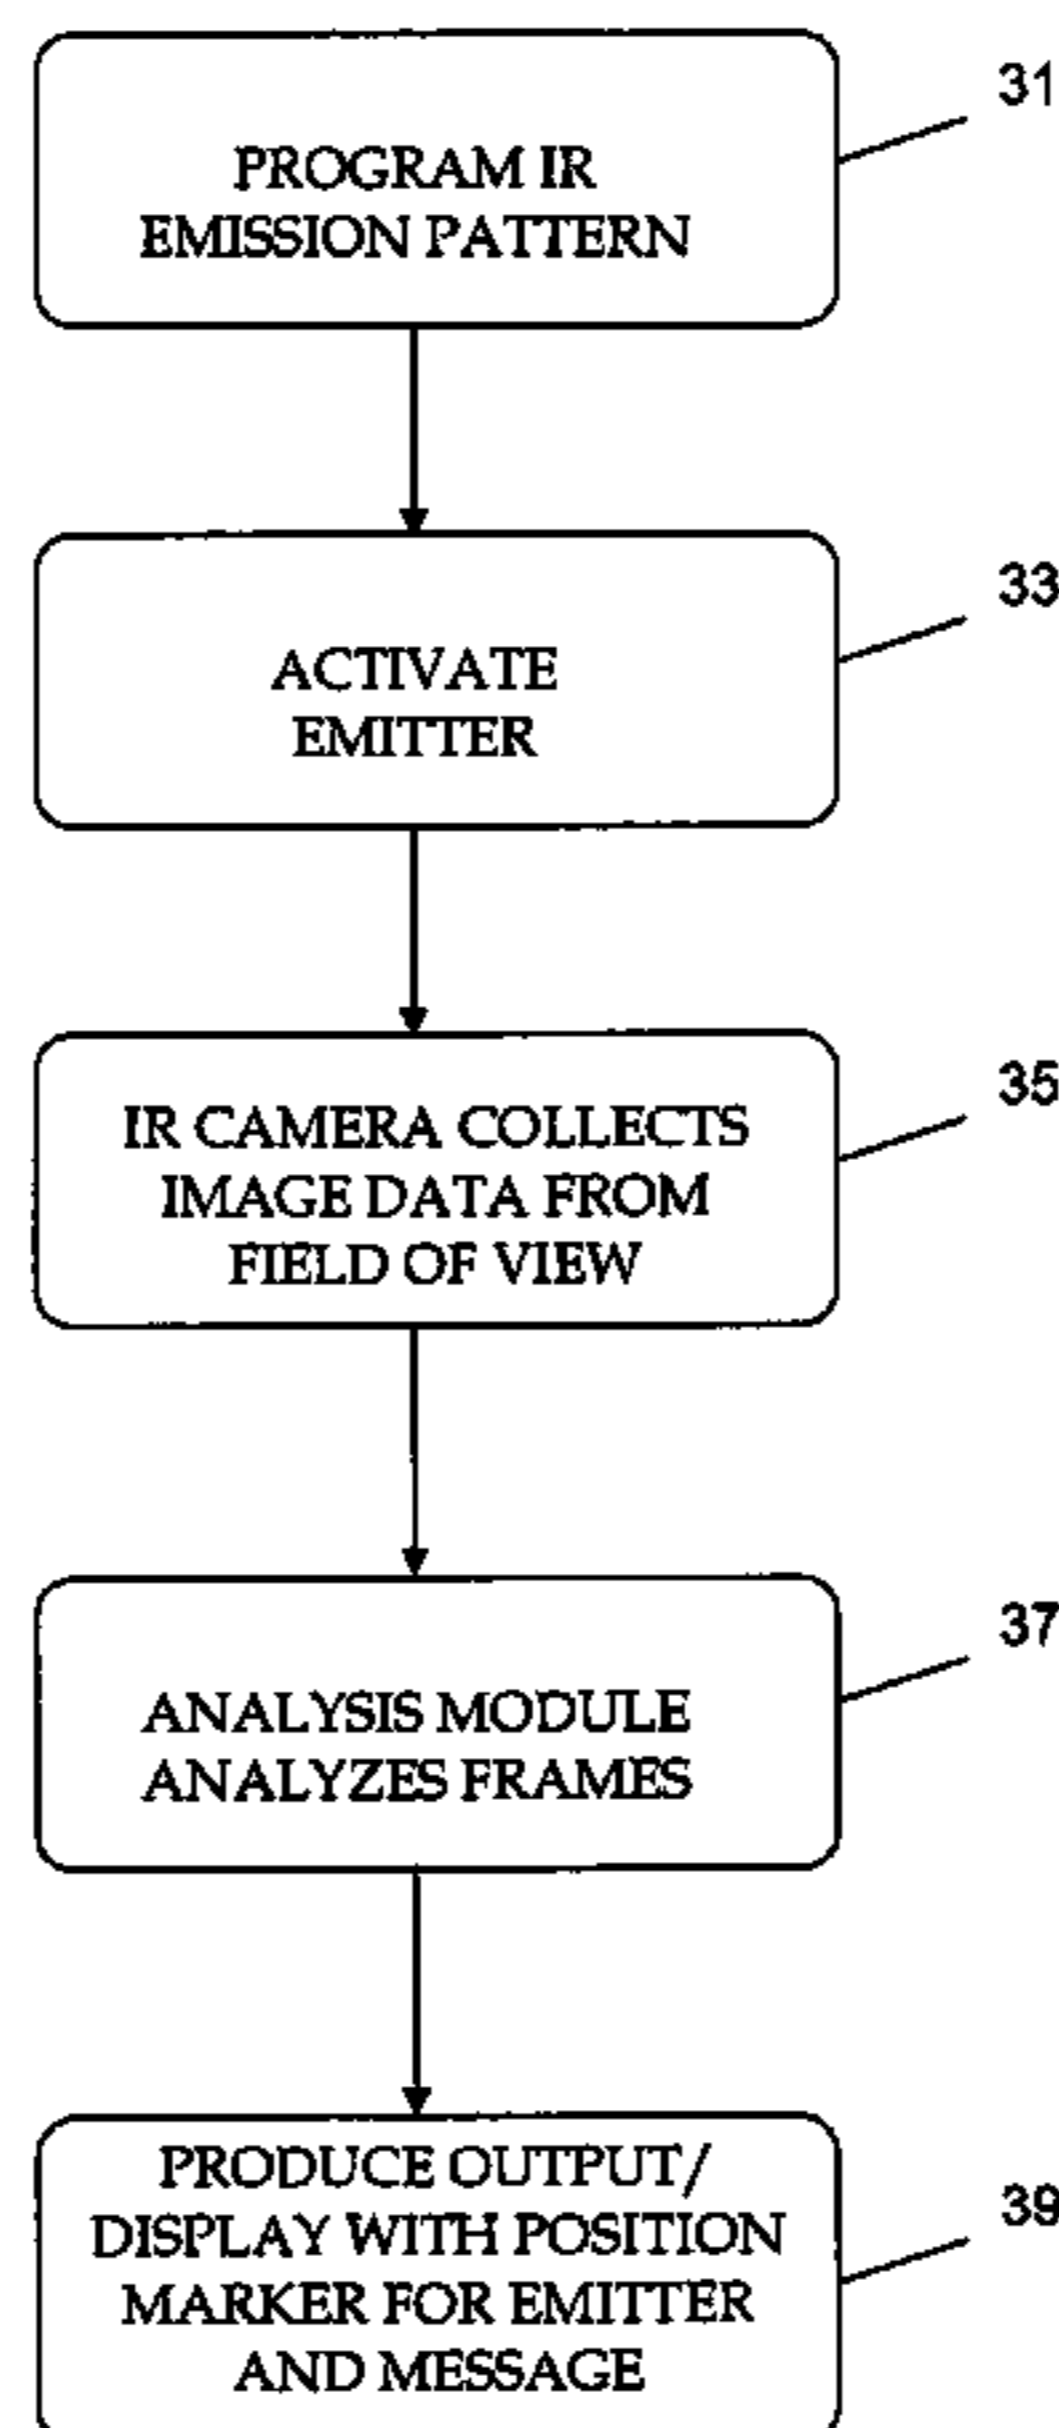 31
PROGRAM IR
EMISSION PATTERN
33
ACTIVATE
EMITTER
35
IR CAMERA COLLECTS
IMAGE DATA FROM
FIELD OF VIEW
37
ANALYSIS MODULE
ANALYZES FRAMES
39
PRODUCE OUTPUT/
DISPLAY WITH POSITION
MARKER FOR EMITTER
AND MESSAGE